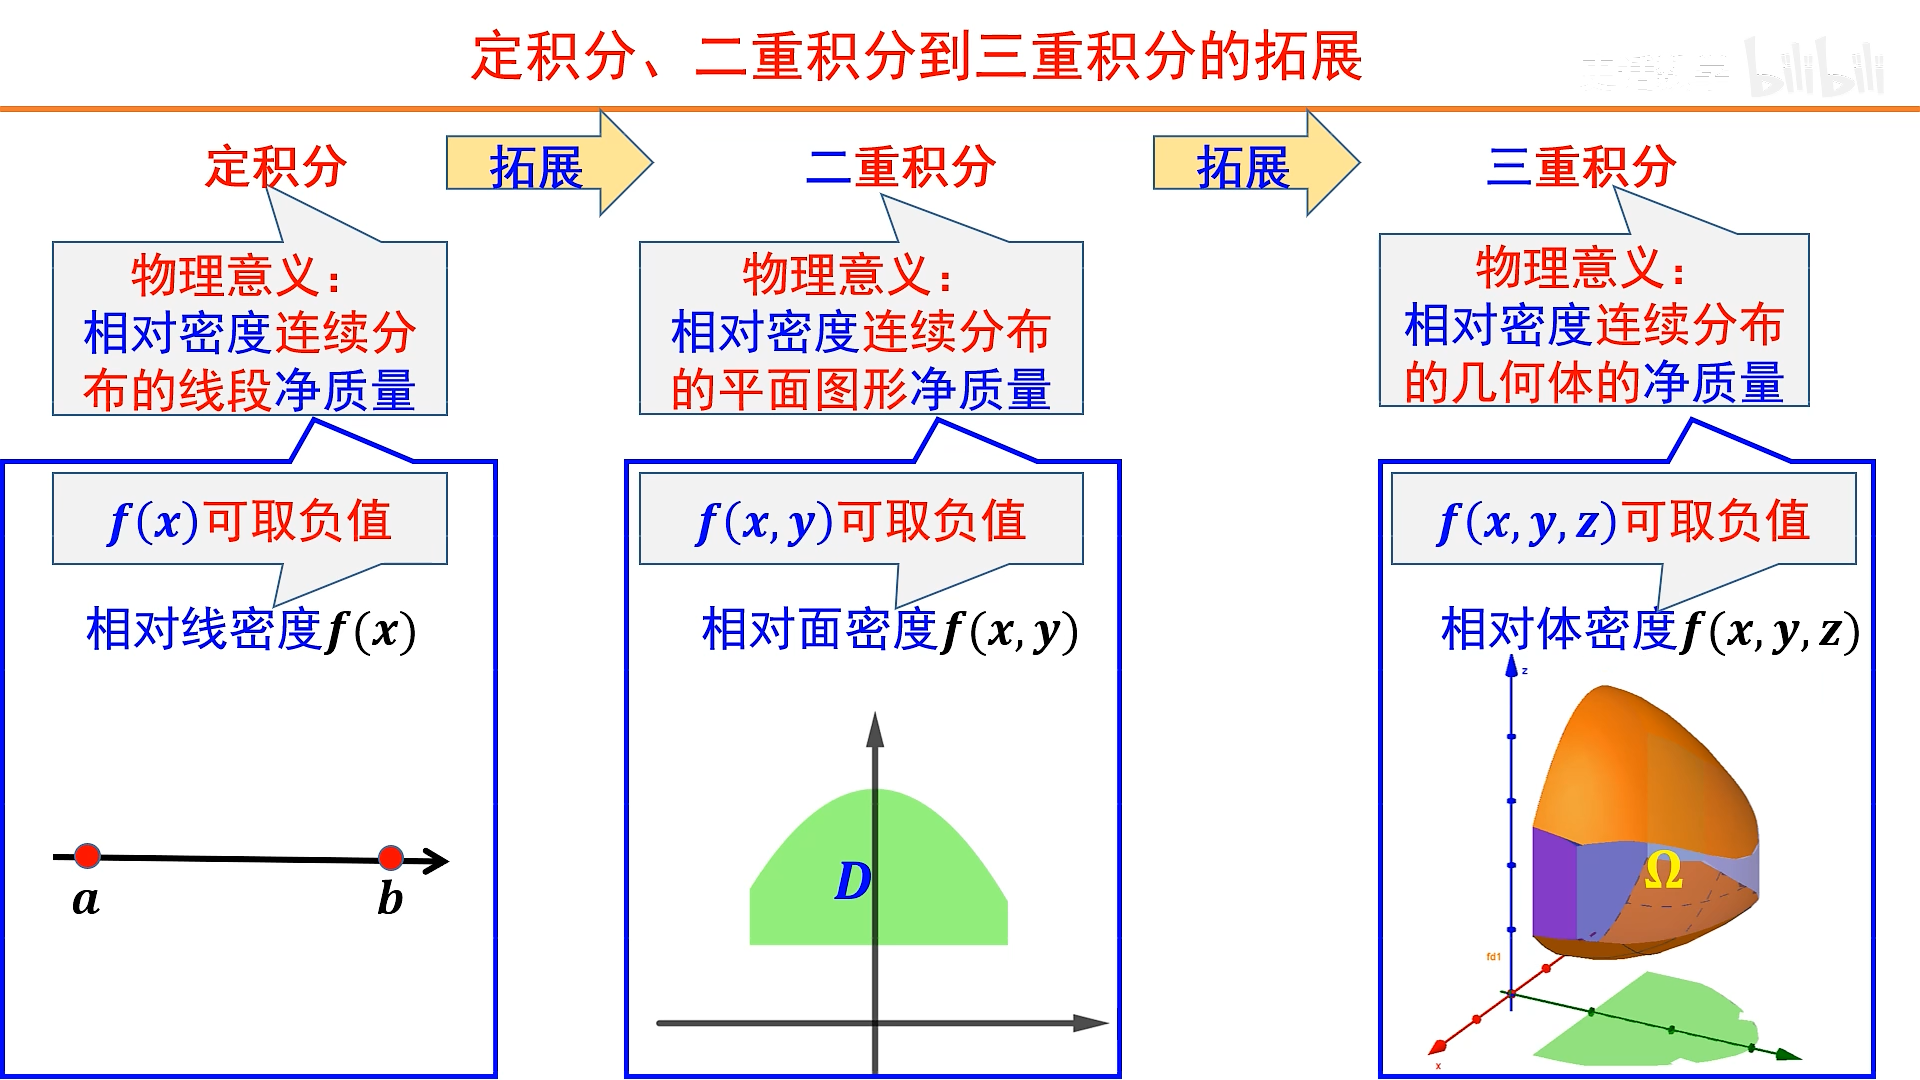 定积分、二重积分到三重积分的拓展
bilibili
定积分
拓展
二重积分
拓展
三重积分
物理意义：
相对密度连续分
布的线段净质量
物理意义：
相对密度连续分布
的平面图形净质量
物理意义：
相对密度连续分布
的几何体的净质量
f(x)可取负值
f(x,y)可取负值
f(x,y,z)可取负值
相对线密度f(x)
相对面密度f(x,y)
相对体密度f(x,y,z)
a
b
D
z
Ω
fd1
x